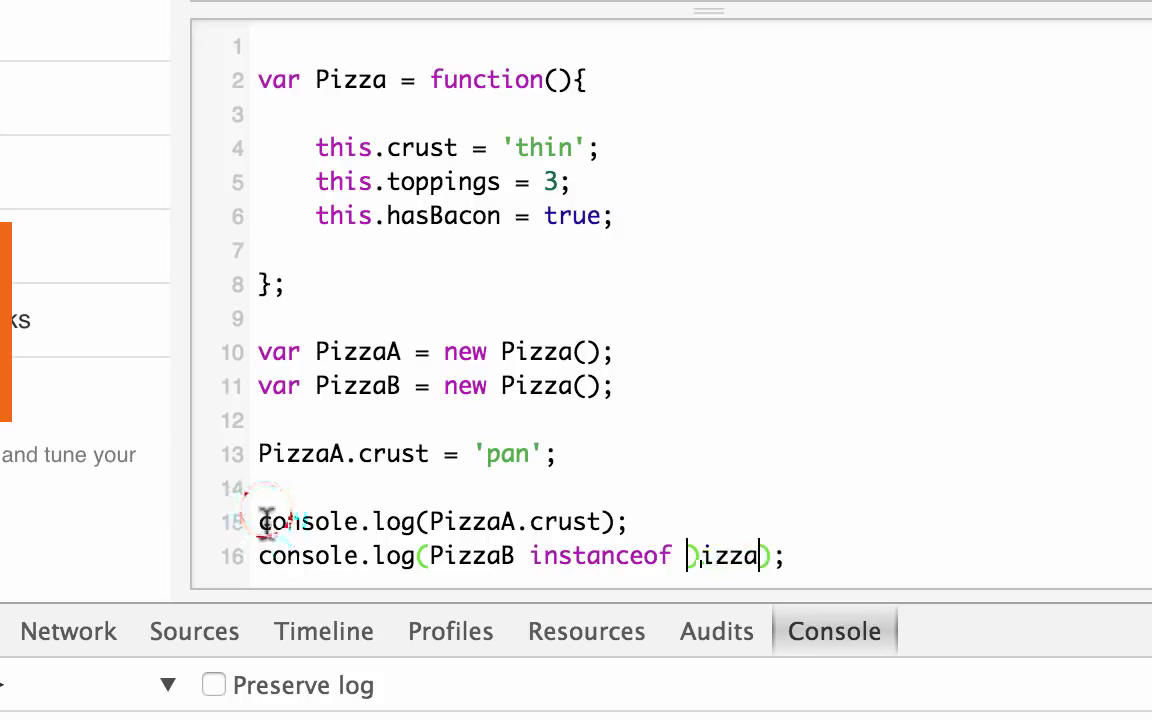 1
2 var Pizza = function(){
3
4 this.crust = 'thin';
5 this.toppings = 3;
6 this.hasBacon = true;
7
8 };
9
10 var PizzaA = new Pizza();
11 var PizzaB = new Pizza();
12
13 PizzaA.crust = 'pan';
14
15 console.log(PizzaA.crust);
16 console.log(PizzaB instanceof );izza);
ks
and tune your
Network Sources Timeline Profiles Resources Audits Console
Preserve log